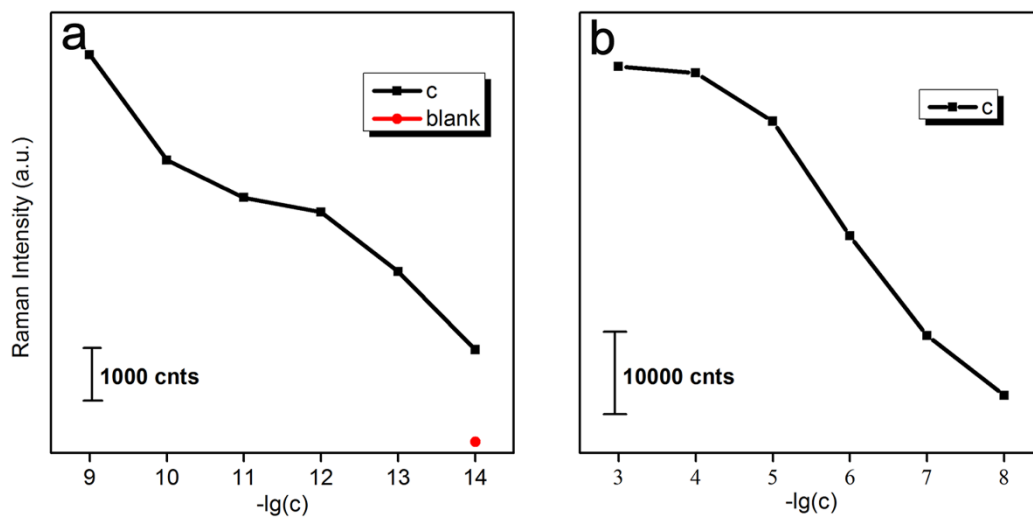 a
c
blank
Raman Intensity (a.u.)
1000 cnts
9 10 11 12 13 14
-lg(c)
b
c
10000 cnts
3 4 5 6 7 8
-lg(c)